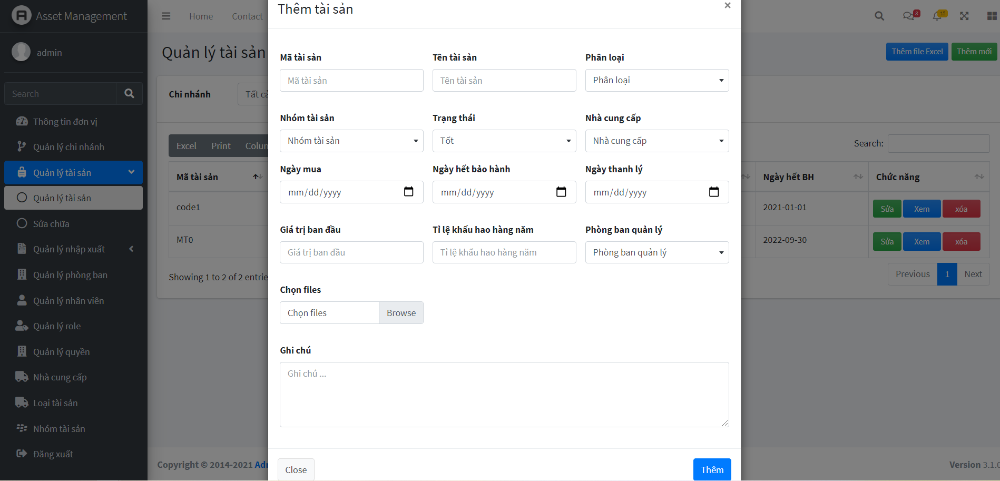 Asset Management
admin
Search
Thông tin đơn vị
Quản lý chi nhánh
Quản lý tài sản
Quản lý tài sản
Sửa chữa
Quản lý nhập xuất
Quản lý phòng ban
Quản lý nhân viên
Quản lý role
Quản lý quyền
Nhà cung cấp
Loại tài sản
Nhóm tài sản
Đăng xuất
Home Contact
3
15
Quản lý tài sản
Thêm file Excel Thêm mới
Chi nhánh
Excel Print
Search:
Mã tài sản Ngày hết BH Chức năng
code1 2021-01-01 Sửa Xem xóa
MT0 2022-09-30 Sửa Xem xóa
Showing 1 to 2 of 2
Previous 1 Next
Copyright © 2014-2021
Version
Thêm tài sản
×
Mã tài sản Tên tài sản Phân loại
Mã tài sản Tên tài sản Phân loại
Nhóm tài sản Trạng thái Nhà cung cấp
Nhóm tài sản Tốt Nhà cung cấp
Ngày mua Ngày hết bảo hành Ngày thanh lý
mm/dd/yyyy mm/dd/yyyy mm/dd/yyyy
Giá trị ban đầu Tỉ lệ khấu hao hàng năm Phòng ban quản lý
Giá trị ban đầu Tỉ lệ khấu hao hàng năm Phòng ban quản lý
Chọn files
Chọn files Browse
Ghi chú
Ghi chú ...
Close Thêm